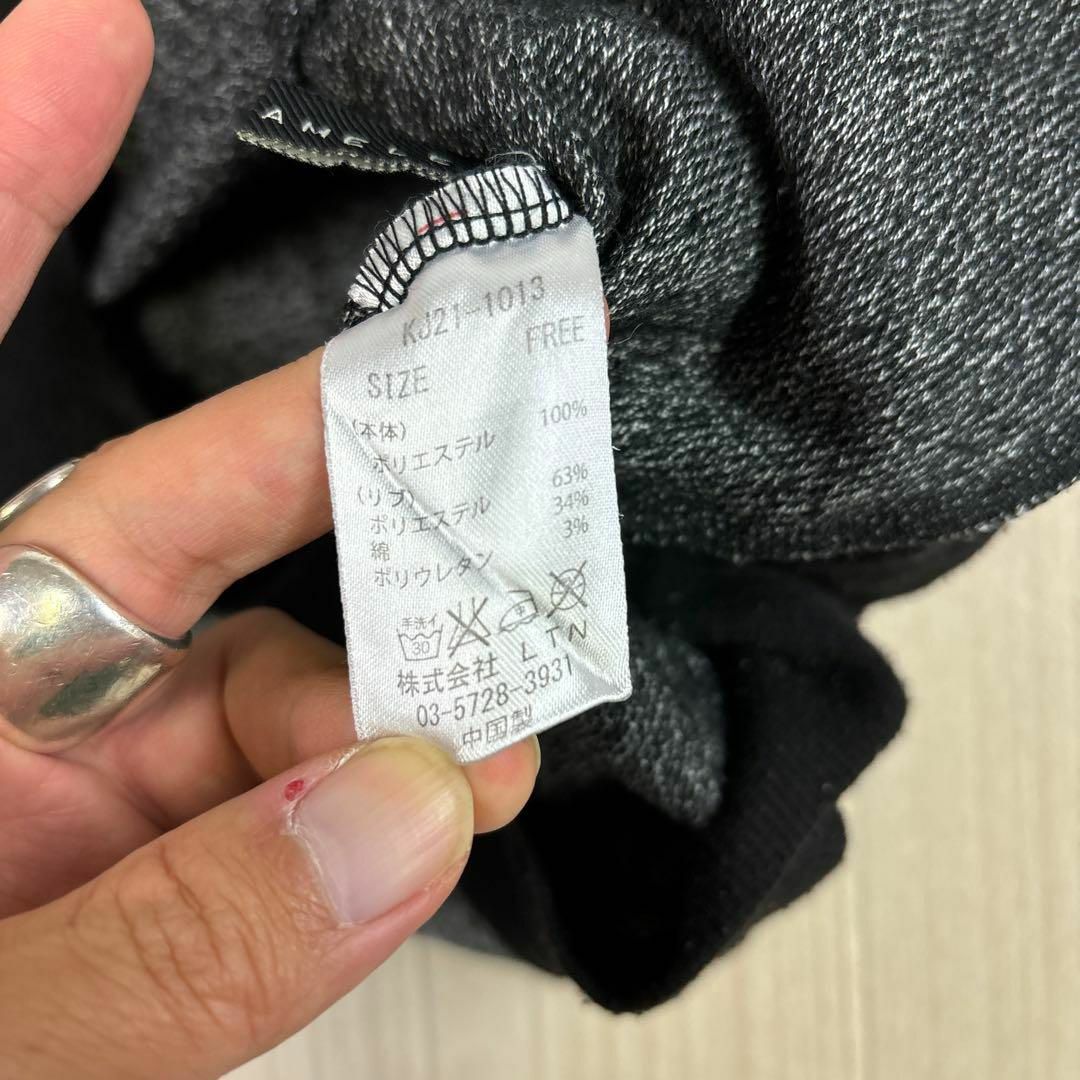 KJ21-1013
FREE
SIZE
(本体)
100%
ポリエステル
(リブ)
63%
ポリエステル
34%
綿
3%
ポリウレタン
手洗イ
30
株式会社 LTN
03-5728-3931
中国製